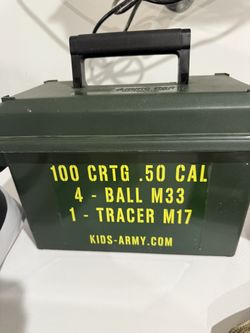 100 CRTG .50 CAL
4 - BALL M33
1 - TRACER M17
KIDS-ARMY.COM